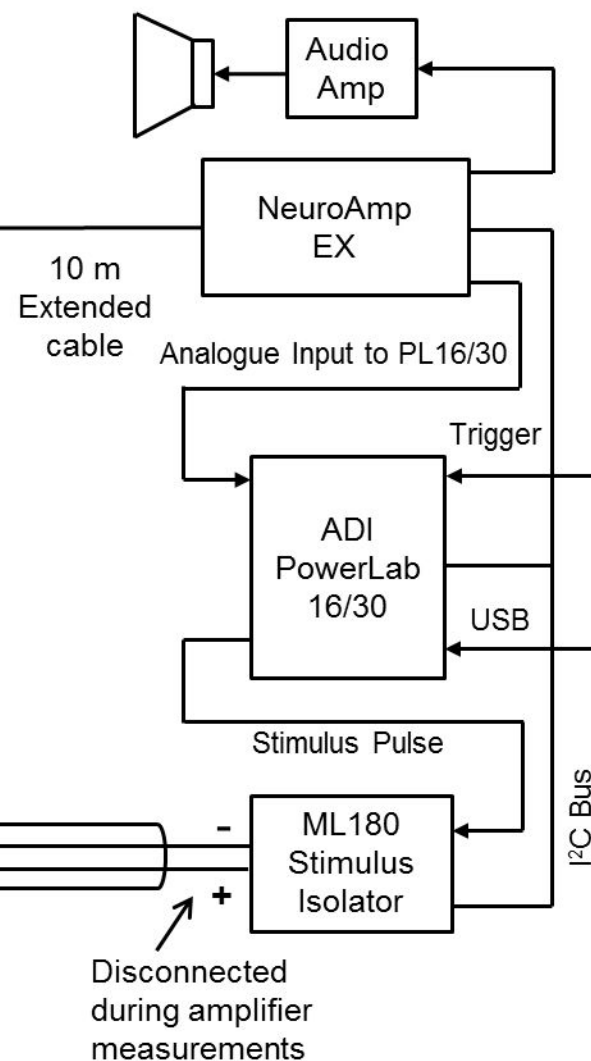 Audio
Amp
NeuroAmp
EX
10 m
Extended
cable
Analogue Input to PL16/30
Trigger
ADI
PowerLab
16/30
USB
Stimulus Pulse
I²C Bus
-
+
ML180
Stimulus
Isolator
Disconnected
during amplifier
measurements